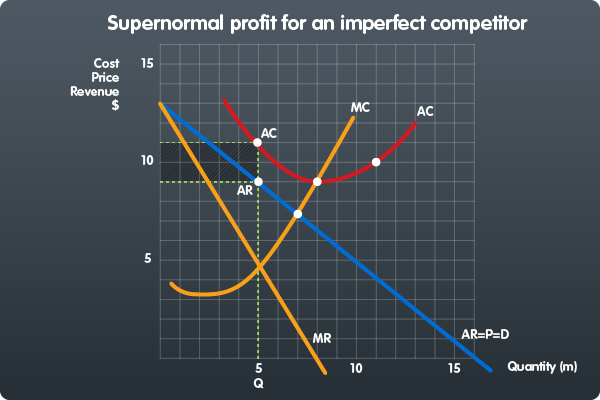 Supernormal profit for an imperfect competitor
Cost
Price
Revenue
$
15
10
5
MC
AC
AC
AR
MR
AR=P=D
5
10
15
Q
Quantity (m)